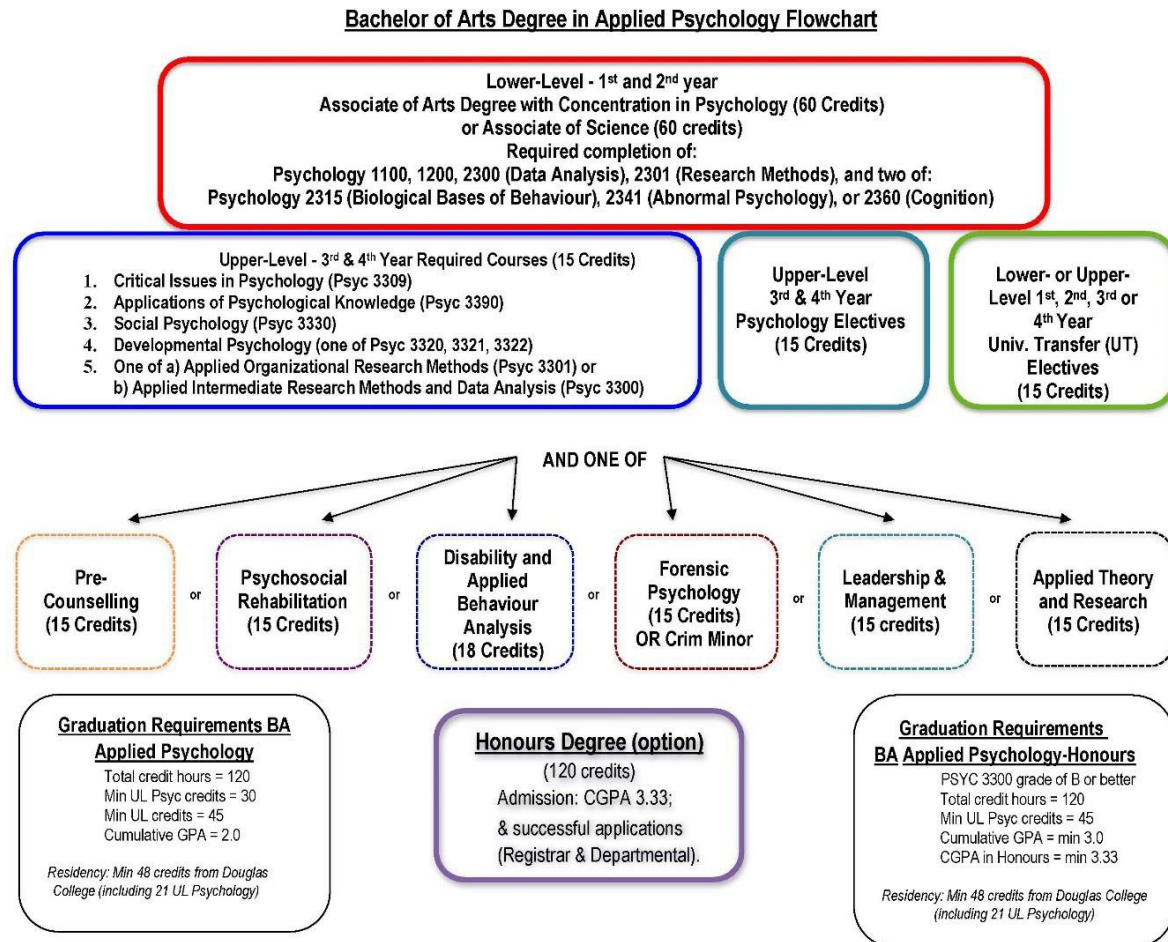 Bachelor of Arts Degree in Applied Psychology Flowchart
Lower-Level - 1st and 2nd year
Associate of Arts Degree with Concentration in Psychology (60 Credits)
or Associate of Science (60 credits)
Required completion of:
Psychology 1100, 1200, 2300 (Data Analysis), 2301 (Research Methods), and two of:
Psychology 2315 (Biological Bases of Behaviour), 2341 (Abnormal Psychology), or 2360 (Cognition)
Upper-Level - 3rd & 4th Year Required Courses (15 Credits)
1. Critical Issues in Psychology (Psyc 3309)
2. Applications of Psychological Knowledge (Psyc 3390)
3. Social Psychology (Psyc 3330)
4. Developmental Psychology (one of Psyc 3320, 3321, 3322)
5. One of a) Applied Organizational Research Methods (Psyc 3301) or
b) Applied Intermediate Research Methods and Data Analysis (Psyc 3300)
Upper-Level
3rd & 4th Year
Psychology Electives
(15 Credits)
Lower- or Upper-
Level 1st, 2nd, 3rd or
4th Year
Univ. Transfer (UT)
Electives
(15 Credits)
AND ONE OF
Pre-
Counselling
(15 Credits)
or
Psychosocial
Rehabilitation
(15 Credits)
or
Disability and
Applied
Behaviour
Analysis
(18 Credits)
or
Forensic
Psychology
(15 Credits)
OR Crim Minor
or
Leadership &
Management
(15 credits)
or
Applied Theory
and Research
(15 Credits)
Graduation Requirements BA
Applied Psychology
Total credit hours = 120
Min UL Psyc credits = 30
Min UL credits = 45
Cumulative GPA = 2.0
Residency: Min 48 credits from Douglas
College (including 21 UL Psychology)
Honours Degree (option)
(120 credits)
Admission: CGPA 3.33;
& successful applications
(Registrar & Departmental).
Graduation Requirements
BA Applied Psychology-Honours
PSYC 3300 grade of B or better
Total credit hours = 120
Min UL Psyc credits = 45
Cumulative GPA = min 3.0
CGPA in Honours = min 3.33
Residency: Min 48 credits from Douglas College
(including 21 UL Psychology)